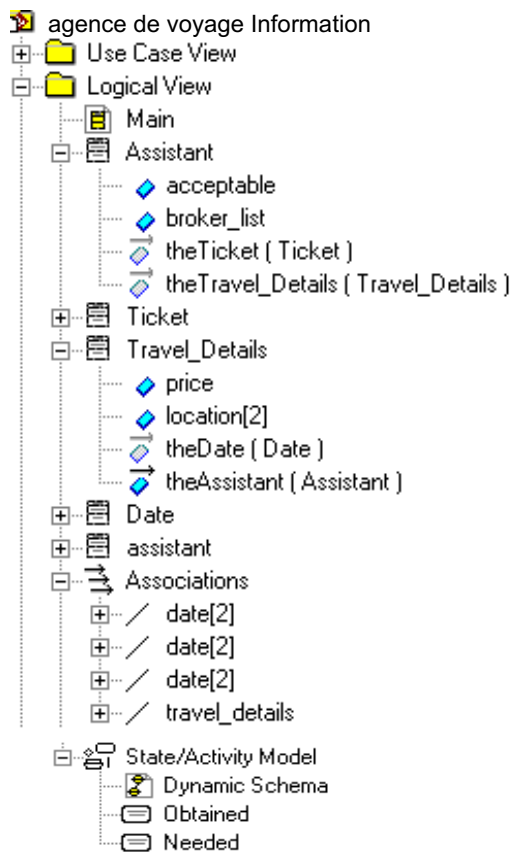 agence de voyage Information
Use Case View
Logical View
Main
Assistant
acceptable
broker_list
theTicket ( Ticket )
theTravel_Details ( Travel_Details )
Ticket
Travel_Details
price
location[2]
theDate ( Date )
theAssistant ( Assistant )
Date
assistant
Associations
date[2]
date[2]
date[2]
travel_details
State/Activity Model
Dynamic Schema
Obtained
Needed